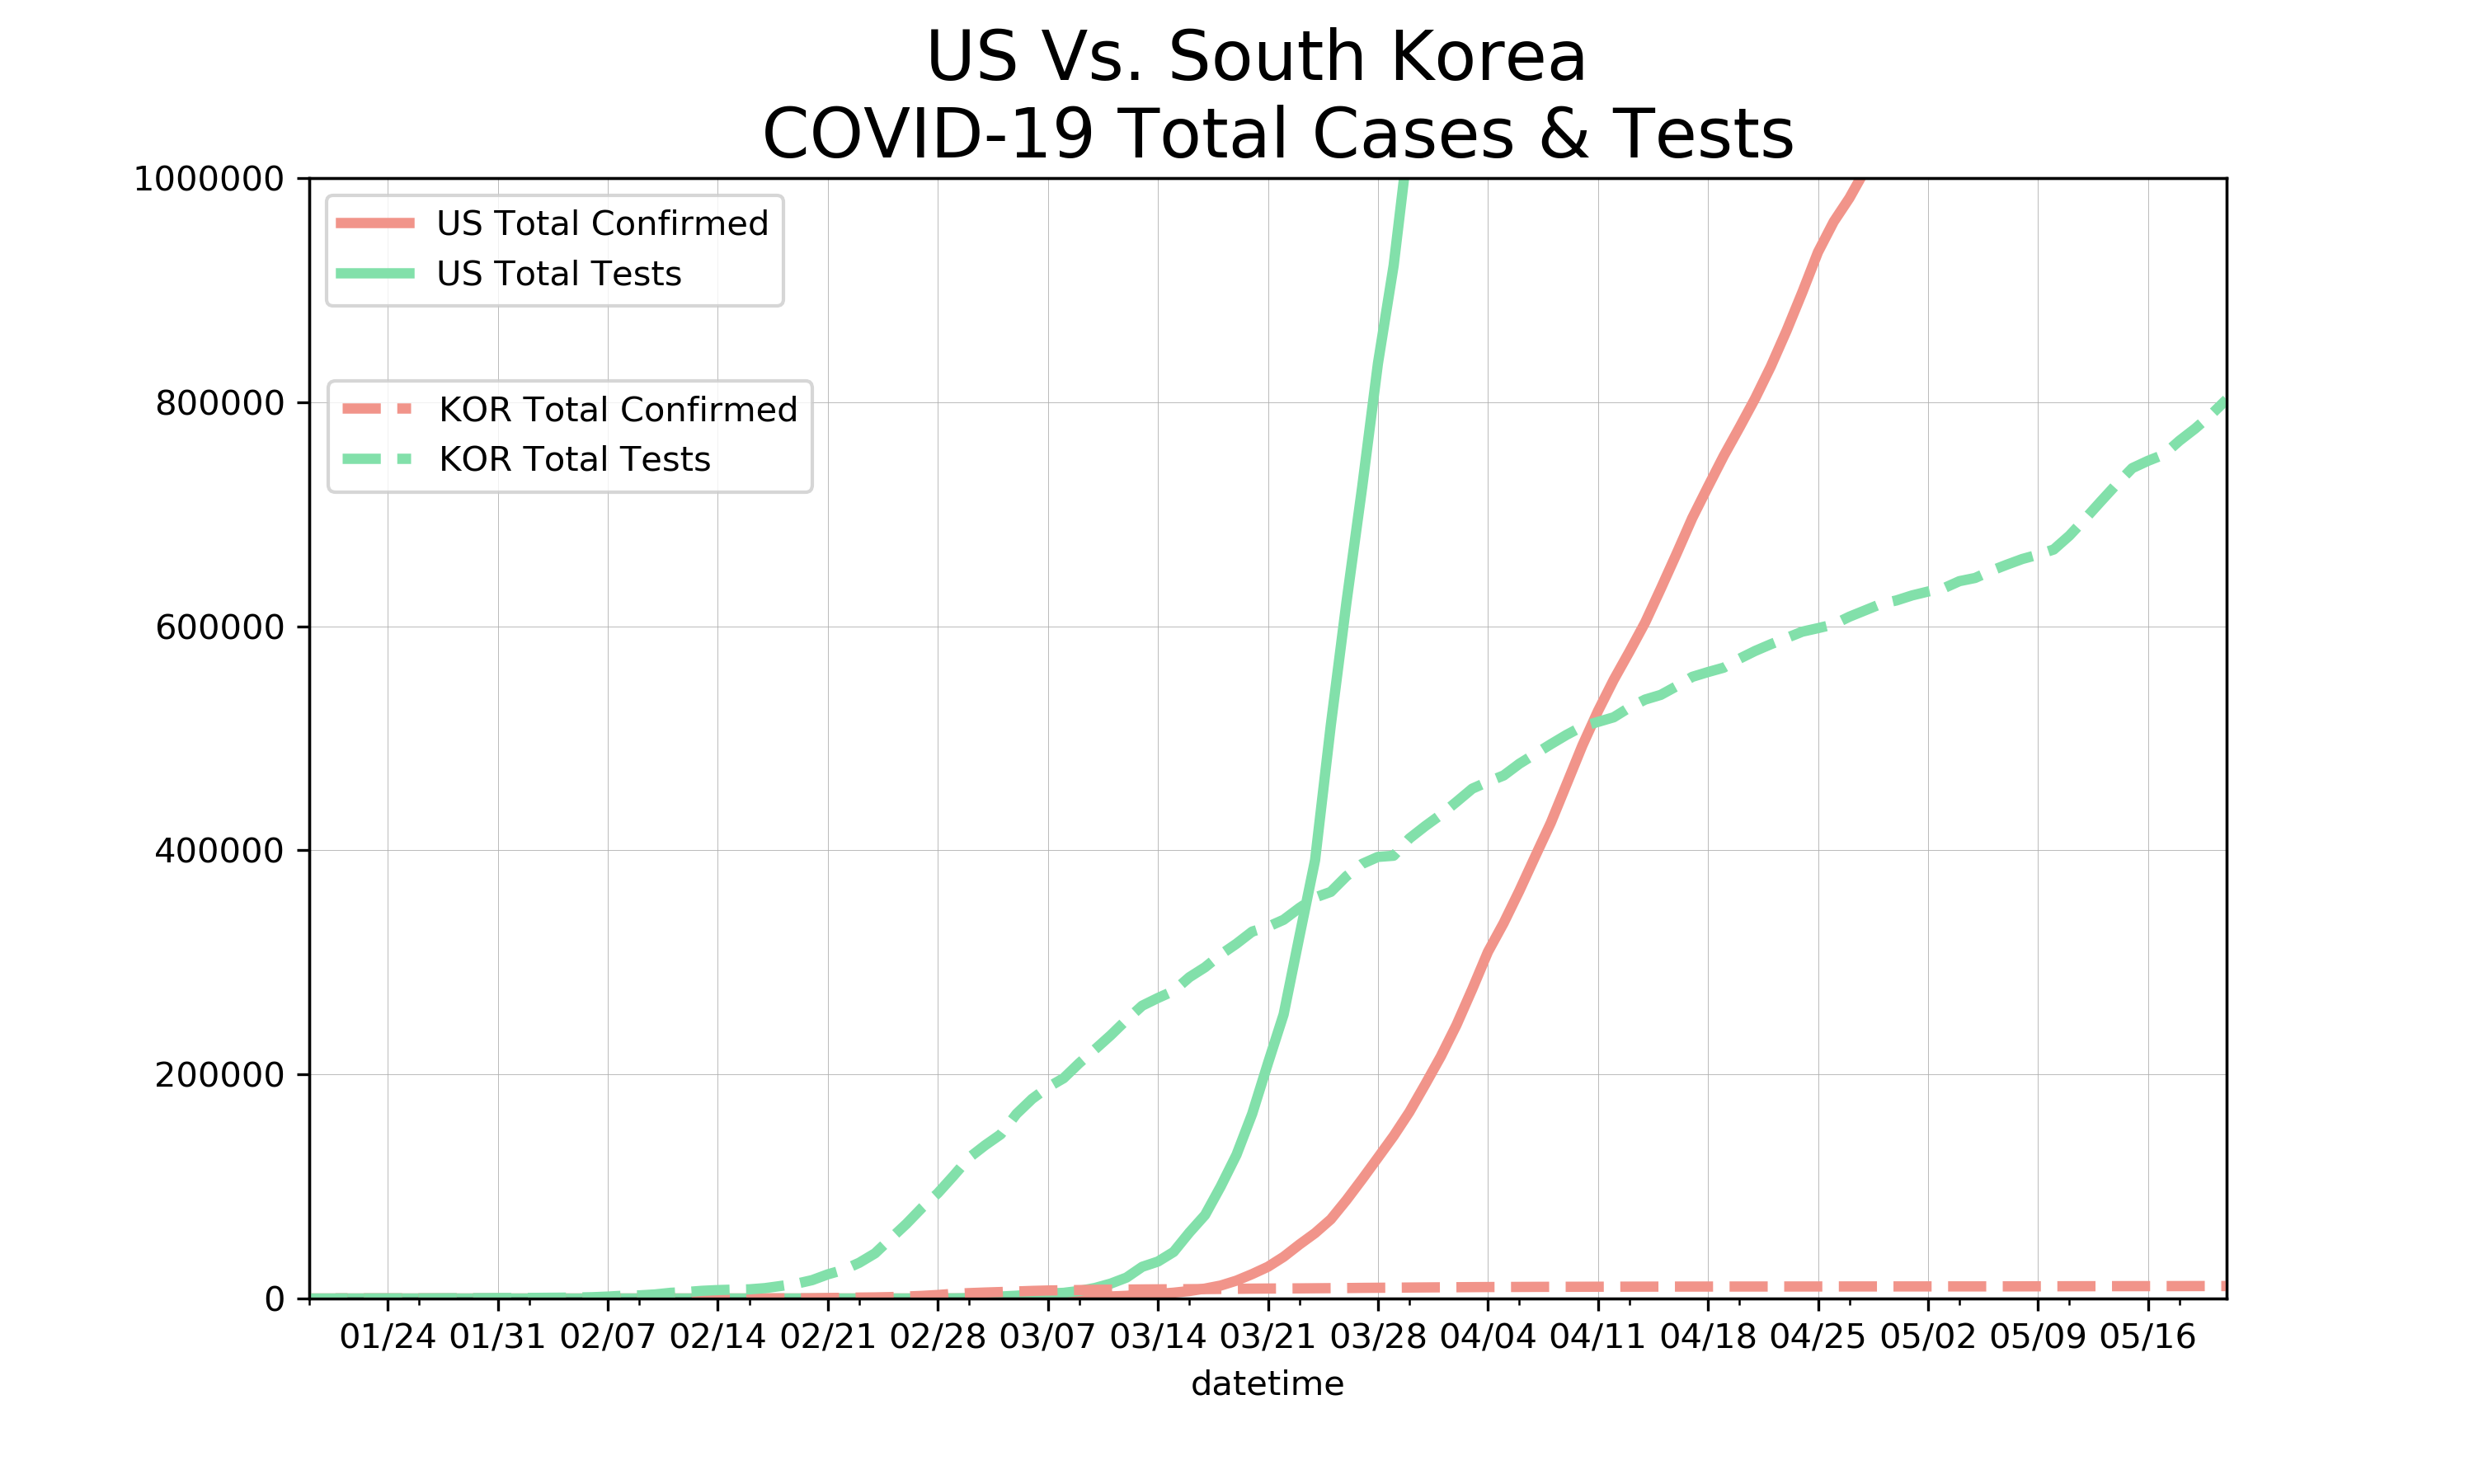 US Vs. South Korea
COVID-19 Total Cases & Tests
1000000
800000
600000
400000
200000
0
US Total Confirmed
US Total Tests
KOR Total Confirmed
KOR Total Tests
01/24 01/31 02/07 02/14 02/21 02/28 03/07 03/14 03/21 03/28 04/04 04/11 04/18 04/25 05/02 05/09 05/16
datetime